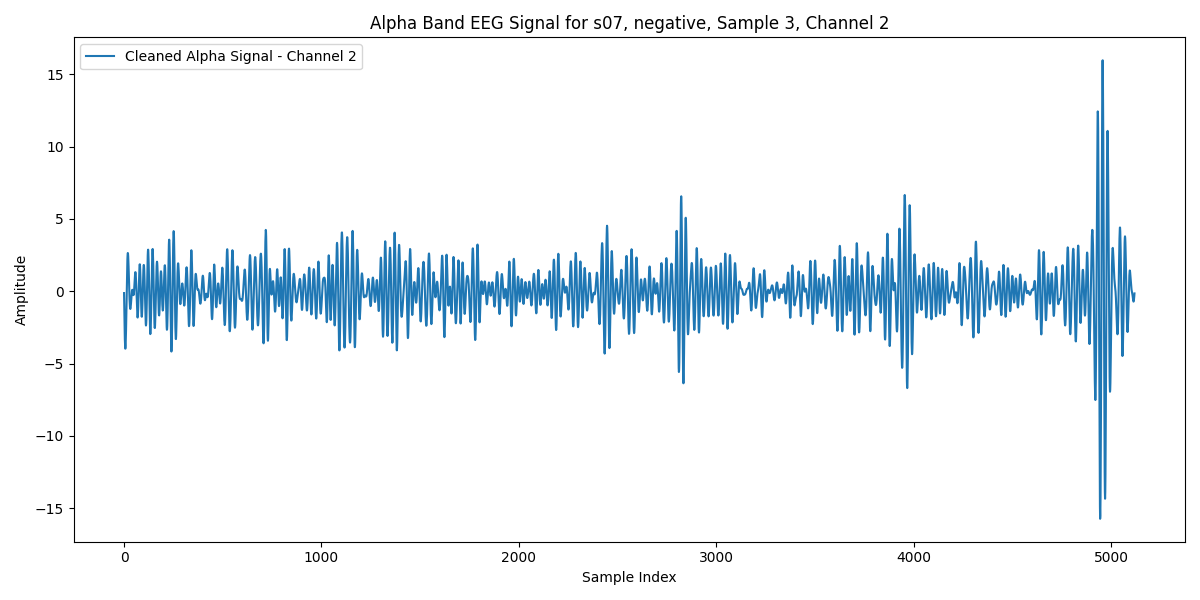 Alpha Band EEG Signal for s07, negative, Sample 3, Channel 2
Cleaned Alpha Signal - Channel 2
15
10
5
0
−5
−10
−15
Amplitude
0 1000 2000 3000 4000 5000
Sample Index